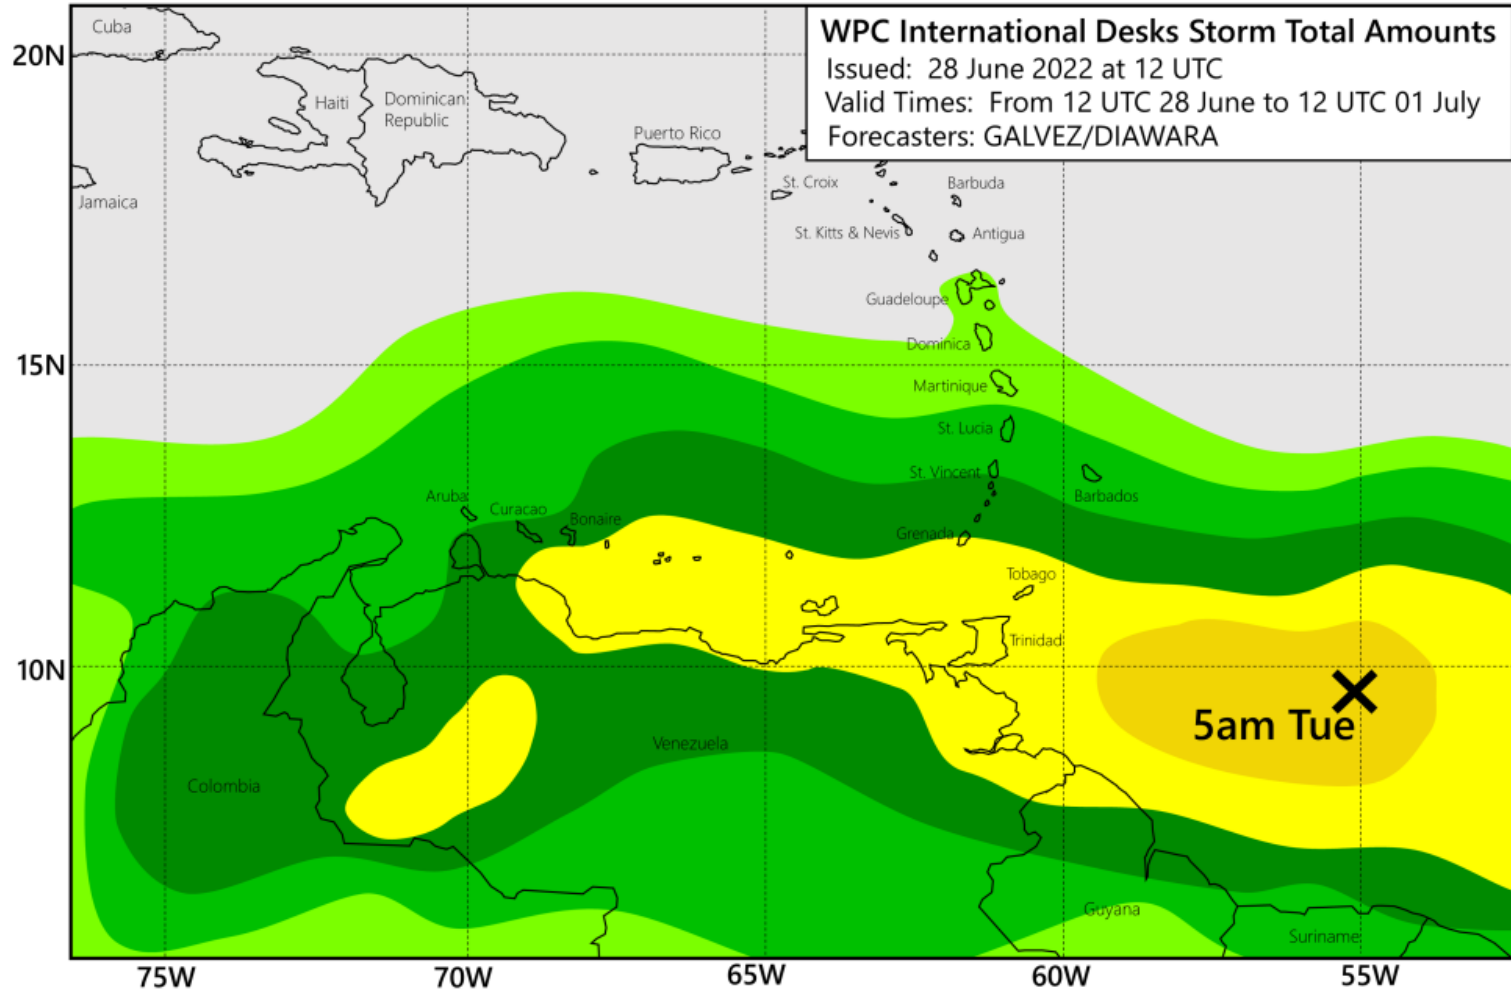 WPC International Desks Storm Total Amounts
Issued: 28 June 2022 at 12 UTC
Valid Times: From 12 UTC 28 June to 12 UTC 01 July
Forecasters: GALVEZ/DIAWARA
Cuba
20N
Haiti
Dominican
Republic
Puerto Rico
Jamaica
St. Croix
Barbuda
St. Kitts & Nevis
Antigua
Guadeloupe
Dominica
15N
Martinique
St. Lucia
St. Vincent
Barbados
Aruba
Curacao
Bonaire
Grenada
Tobago
Trinidad
10N
5am Tue
Venezuela
Colombia
Guyana
Suriname
75W
70W
65W
60W
55W